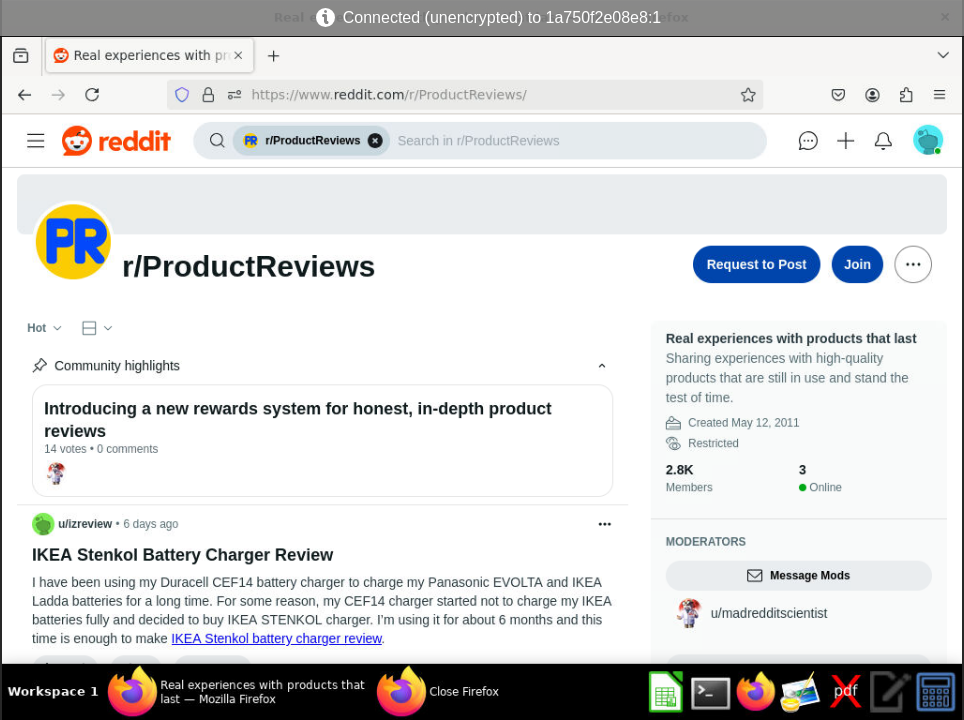 Connected (unencrypted) to 1a750f2e08e8:1
Real experiences with pr
https://www.reddit.com/r/ProductReviews/
reddit
PR
r/ProductReviews
Search in r/ProductReviews
PR
r/ProductReviews
Request to Post
Join
Hot
Community highlights
Introducing a new rewards system for honest, in-depth product
reviews
14 votes • 0 comments
u/izreview • 6 days ago
IKEA Stenkol Battery Charger Review
I have been using my Duracell CEF14 battery charger to charge my Panasonic EVOLTA and IKEA
Ladda batteries for a long time. For some reason, my CEF14 charger started not to charge my IKEA
batteries fully and decided to buy IKEA STENKOL charger. I'm using it for about 6 months and this
time is enough to make IKEA Stenkol battery charger review.
Real experiences with products that last
Sharing experiences with high-quality
products that are still in use and stand the
test of time.
Created May 12, 2011
Restricted
2.8K
3
Members
Online
MODERATORS
Message Mods
u/madredditscientist
Workspace 1
Real experiences with products that
last — Mozilla Firefox
Close Firefox
pdf